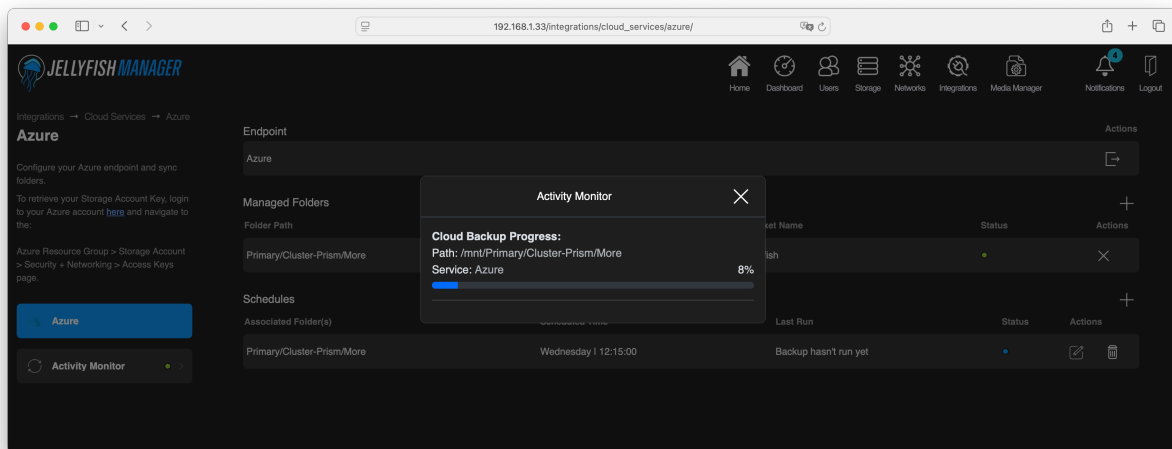 192.168.1.33/integrations/cloud_services/azure/
JELLYFISH MANAGER
Home
Dashboard
Users
Storage
Networks
Integrations
Media Manager
4
Notifications
Logout
Integrations → Cloud Services → Azure
Azure
Configure your Azure endpoint and sync
folders.
To retrieve your Storage Account Key, login
to your Azure account here and navigate to
the:
Azure Resource Group > Storage Account
> Security + Networking > Access Keys
page.
Azure
Activity Monitor
Endpoint
Actions
Azure
Managed Folders
Folder Path
ket Name
Status
Actions
Primary/Cluster-Prism/More
fish
Activity Monitor
Cloud Backup Progress:
Path: /mnt/Primary/Cluster-Prism/More
Service: Azure
8%
Schedules
Associated Folder(s)
Scheduled Time
Last Run
Status
Actions
Primary/Cluster-Prism/More
Wednesday | 12:15:00
Backup hasn't run yet